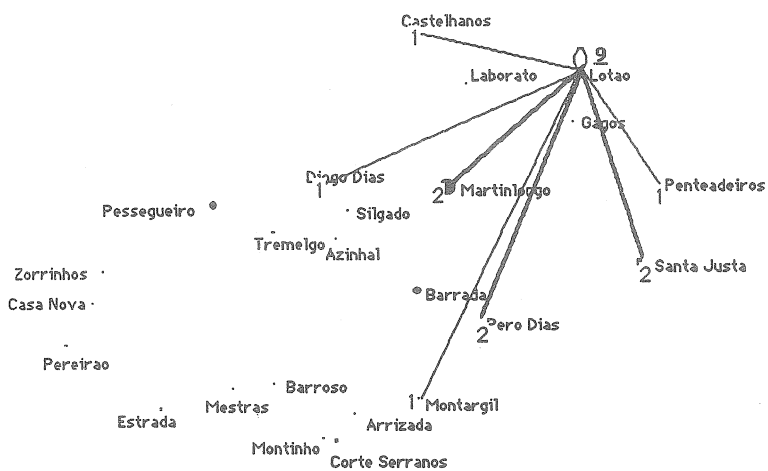 Castelhanos
1
9
Laborato
Lotao
Gagos
Diogo Dias
1
2
Martinlongo
1
Penteadeiros
Pessegueiro
Silgado
Tremelgo
Azinhal
2
Santa Justa
Zorrinhos
Casa Nova
Barrada
2
Pero Dias
Pereirao
Barroso
Mestras
1
Montargil
Estrada
Arrizada
Montinho
Corte Serranos